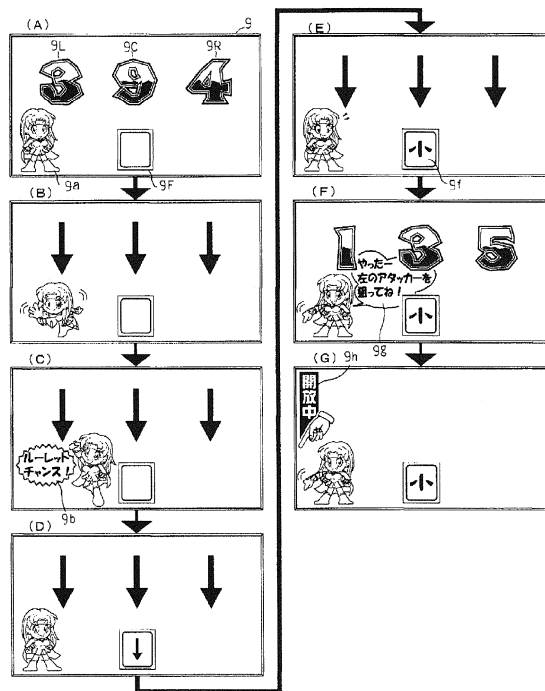 (A)
9
9L
9C
9R
3
9
4
9a
9F
(B)
(C)
ルーレット
チャンス!
9b
(D)
(E)
小
9f
(F)
1
3
5
やったー
左のアタッカーを
狙ってね!
小
9g
(G)
9h
開放中
小